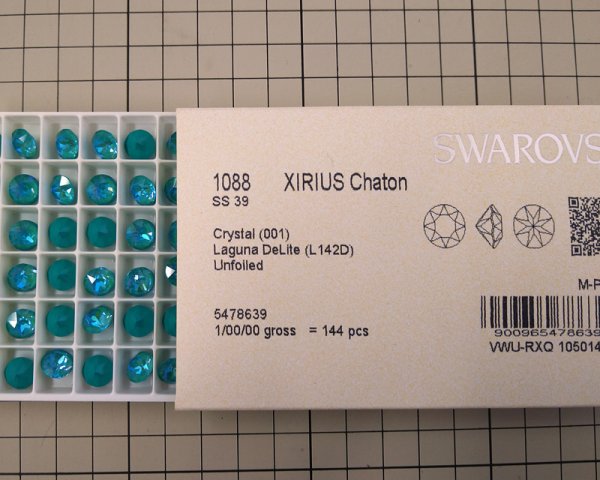 SWAROVS
1088 XIRIUS Chaton
SS 39
Crystal (001)
Laguna DeLite (L142D)
Unfoiled
M-P
5478639
1/00/00 gross = 144 pcs
9009654786390
VWU-RXQ 105014